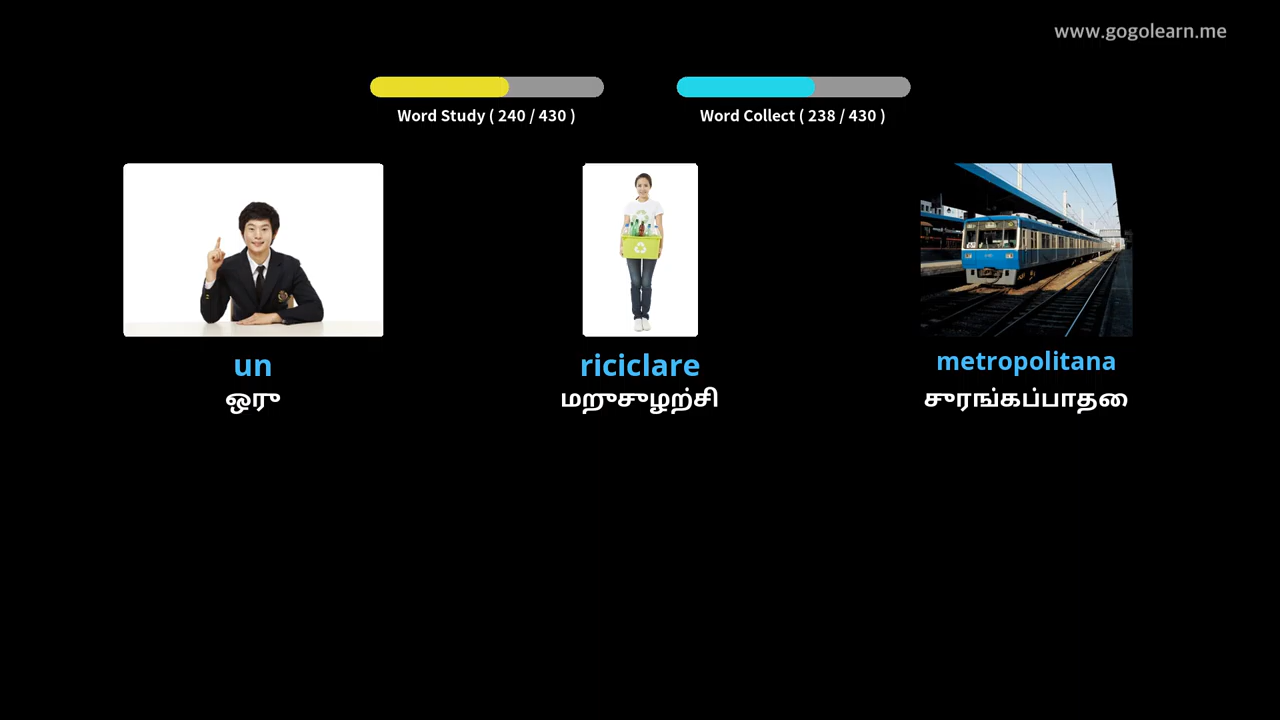 www.gogolearn.me
Word Study ( 240 / 430 )
Word Collect ( 238 / 430 )
un
riciclare
metropolitana
ஒரு
மறுசுழற்சி
சுரங்கப்பாதை